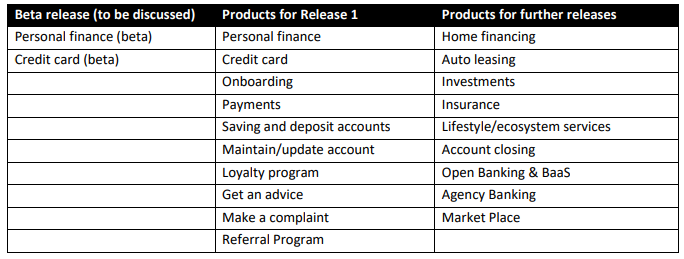 Beta release (to be discussed) Products for Release 1 Products for further releases
Personal finance (beta) Personal finance Home financing
Credit card (beta) Credit card Auto leasing
Onboarding Investments
Payments Insurance
Saving and deposit accounts Lifestyle/ecosystem services
Maintain/update account Account closing
Loyalty program Open Banking & BaaS
Get an advice Agency Banking
Make a complaint Market Place
Referral Program